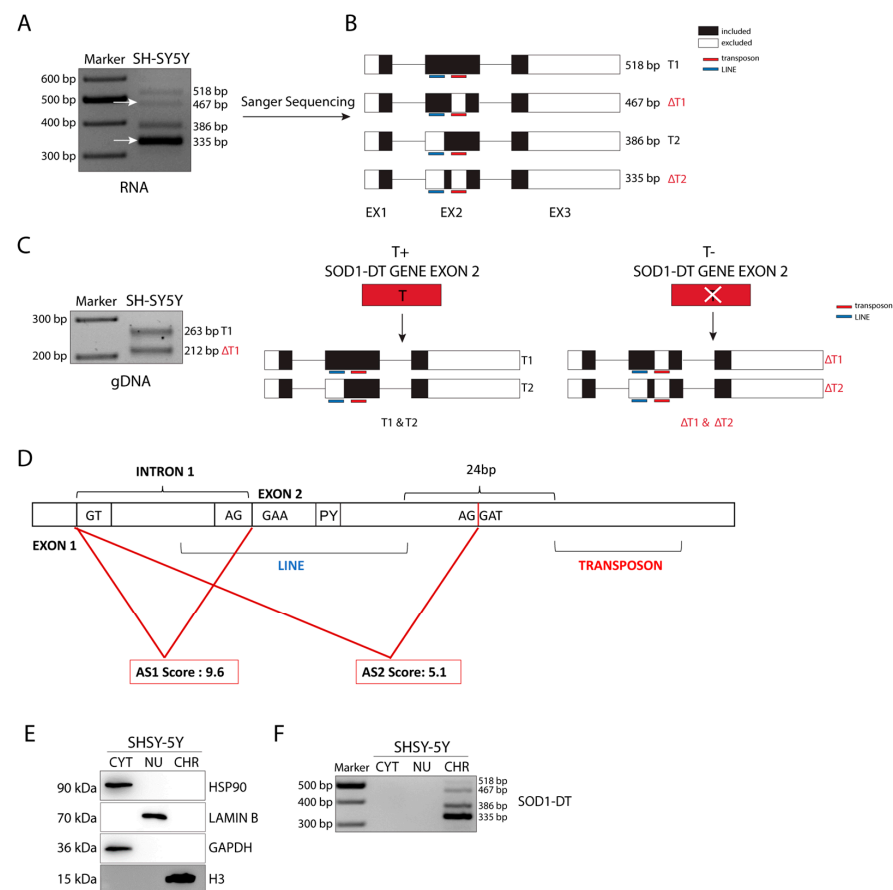 A
Marker SH-SY5Y
600 bp
500 bp
400 bp
300 bp
518 bp
467 bp
386 bp
335 bp
RNA
Sanger Sequencing
B
included
excluded
transposon
LINE
518 bp T1
467 bp ΔT1
386 bp T2
335 bp ΔT2
EX1 EX2 EX3
C
Marker SH-SY5Y
300 bp
200 bp
263 bp T1
212 bp ΔT1
gDNA
T+
SOD1-DT GENE EXON 2
T
T1
T2
T1 & T2
T-
SOD1-DT GENE EXON 2
T
ΔT1
ΔT2
ΔT1 & ΔT2
transposon
LINE
D
INTRON 1
EXON 2
24bp
GT AG GAA PY AG GAT
EXON 1
LINE
TRANSPOSON
AS1 Score : 9.6
AS2 Score: 5.1
E
SHSY-5Y
CYT NU CHR
90 kDa HSP90
70 kDa LAMIN B
36 kDa GAPDH
15 kDa H3
F
SHSY-5Y
Marker CYT NU CHR
500 bp
400 bp
300 bp
518 bp
467 bp
386 bp
335 bp
SOD1-DT